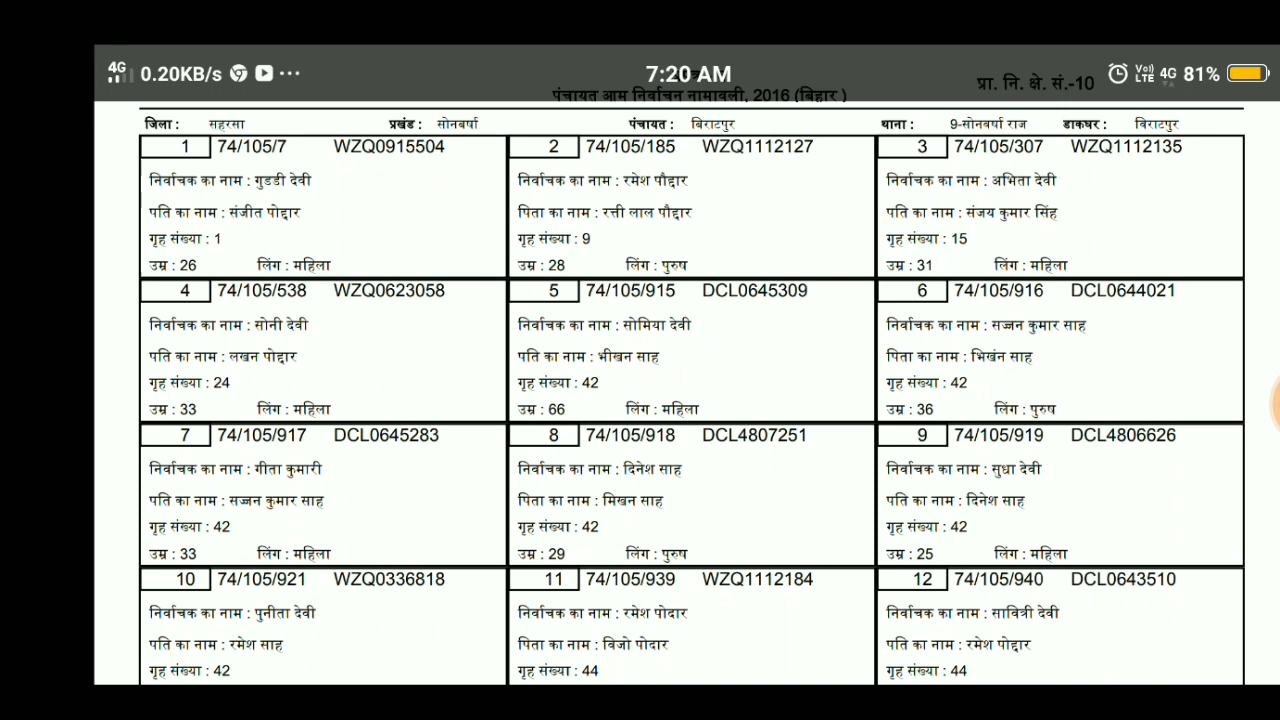 4G 0.20KB/s ... 7:20 AM Vo) LTE 4G 81%
पंचायत आम निर्वाचन नामावली, 2016 (बिहार ) प्रा. नि. क्षे. सं.-10
जिला : सहरसा प्रखंड : सोनबर्षा पंचायत : बिराटपुर थाना : 9-सोनवर्षा राज डाकघर : विराटपुर
1 74/105/7 WZQ0915504 2 74/105/185 WZQ1112127 3 74/105/307 WZQ1112135
निर्वाचक का नाम : गुडडी देवी निर्वाचक का नाम : रमेश पौद्दार निर्वाचक का नाम : अभिता देवी
पति का नाम : संजीत पोद्दार पिता का नाम : रत्ती लाल पौद्दार पति का नाम : संजय कुमार सिंह
गृह संख्या : 1 गृह संख्या : 9 गृह संख्या : 15
उम्र : 26 लिंग : महिला उम्र : 28 लिंग : पुरुष उम्र : 31 लिंग : महिला
4 74/105/538 WZQ0623058 5 74/105/915 DCL0645309 6 74/105/916 DCL0644021
निर्वाचक का नाम : सोनी देवी निर्वाचक का नाम : सोमिया देवी निर्वाचक का नाम : सज्जन कुमार साह
पति का नाम : लखन पोद्दार पति का नाम : भीखन साह पिता का नाम : भिखंन साह
गृह संख्या : 24 गृह संख्या : 42 गृह संख्या : 42
उम्र : 33 लिंग : महिला उम्र : 66 लिंग : महिला उम्र : 36 लिंग : पुरुष
7 74/105/917 DCL0645283 8 74/105/918 DCL4807251 9 74/105/919 DCL4806626
निर्वाचक का नाम : गीता कुमारी निर्वाचक का नाम : दिनेश साह निर्वाचक का नाम : सुधा देवी
पति का नाम : सज्जन कुमार साह पिता का नाम : मिखन साह पति का नाम : दिनेश साह
गृह संख्या : 42 गृह संख्या : 42 गृह संख्या : 42
उम्र : 33 लिंग : महिला उम्र : 29 लिंग : पुरुष उम्र : 25 लिंग : महिला
10 74/105/921 WZQ0336818 11 74/105/939 WZQ1112184 12 74/105/940 DCL0643510
निर्वाचक का नाम : पुनीता देवी निर्वाचक का नाम : रमेश पोदार निर्वाचक का नाम : सावित्री देवी
पति का नाम : रमेश साह पिता का नाम : विजो पोदार पति का नाम : रमेश पोद्दार
गृह संख्या : 42 गृह संख्या : 44 गृह संख्या : 44